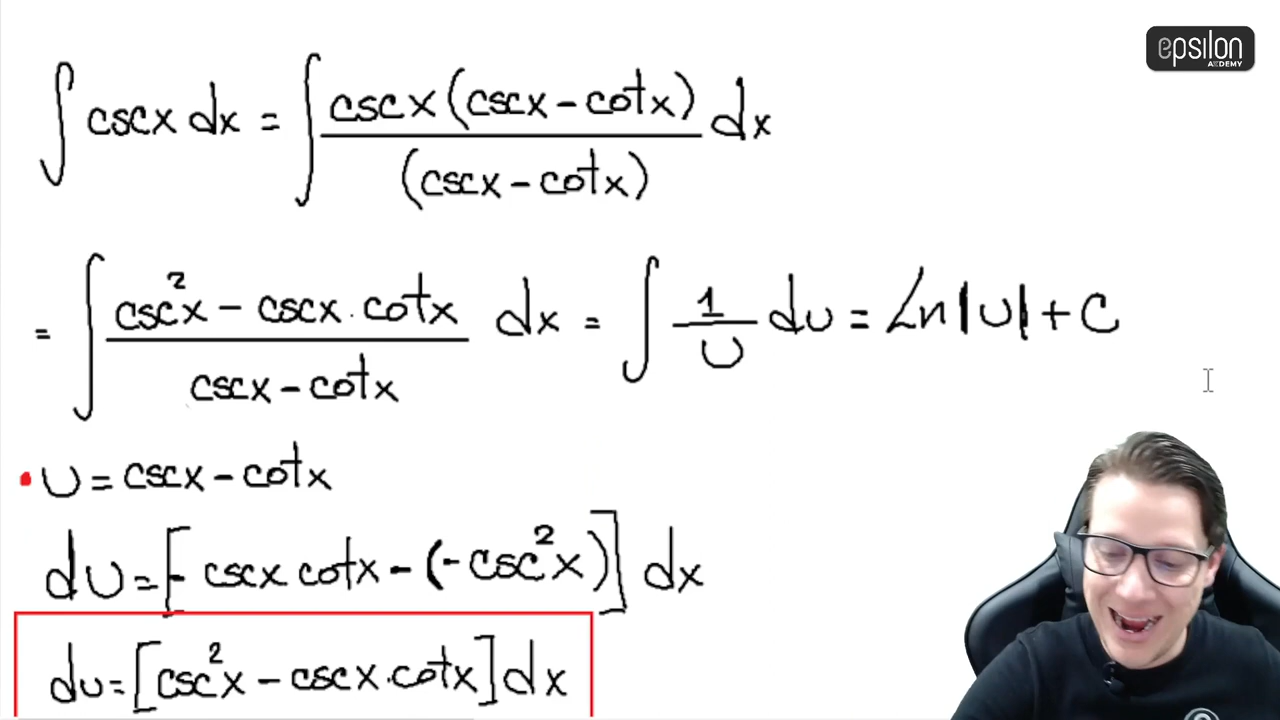 epsilon
AXDEMY
∫ cscx dx = ∫ cscx(cscx - cotx) / (cscx - cotx) dx
= ∫ csc²x - cscx.cotx / cscx - cotx dx = ∫ 1/U dU = Ln|U| + C
• U = cscx - cotx
dU = [- cscx cotx - (-csc²x)] dx
dU = [csc²x - cscx.cotx] dx